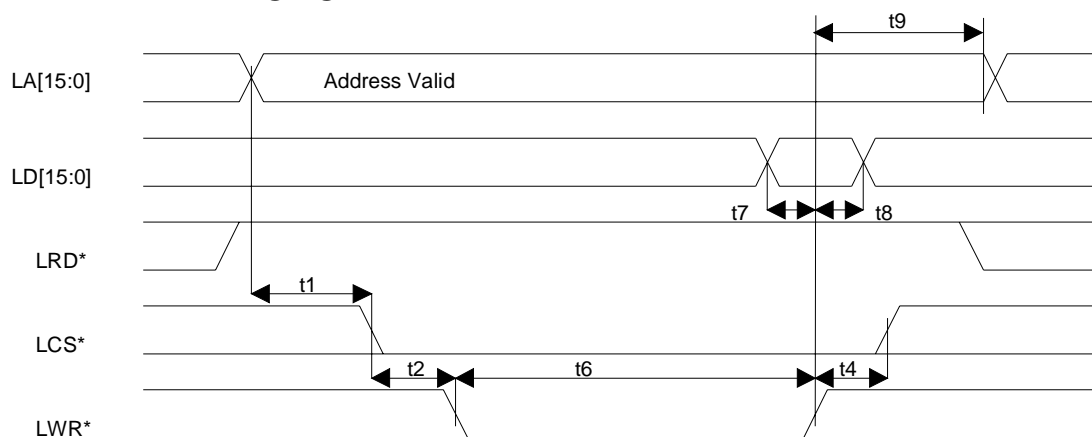 t9
LA[15:0]
Address Valid
LD[15:0]
t7
t8
LRD*
t1
LCS*
t2
t6
t4
LWR*